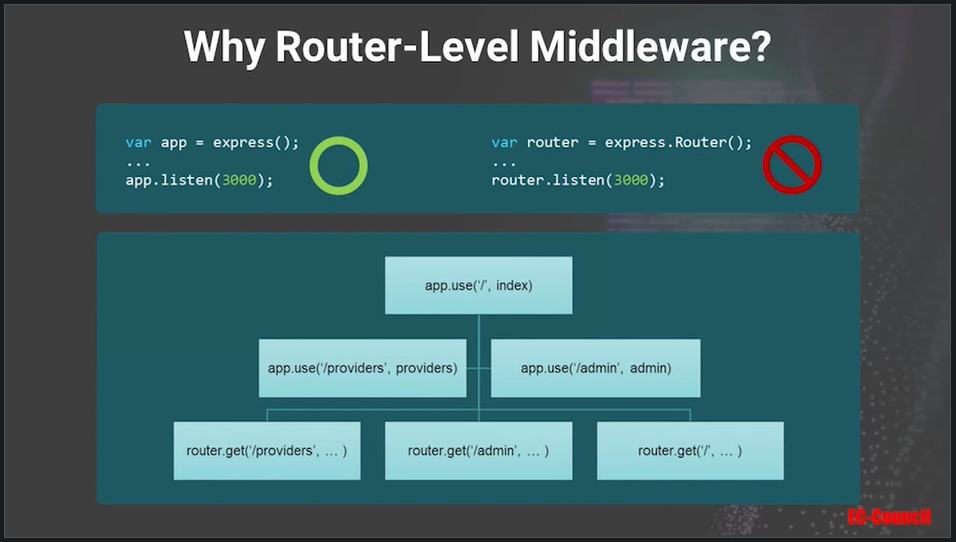 Why Router-Level Middleware?
var app = express();
...
app.listen(3000);
var router = express.Router();
...
router.listen(3000);
app.use(‘/’, index)
app.use(‘/providers’, providers)
app.use(‘/admin’, admin)
router.get(‘/providers’, … )
router.get(‘/admin’, … )
router.get(‘/’, … )
EC-Council